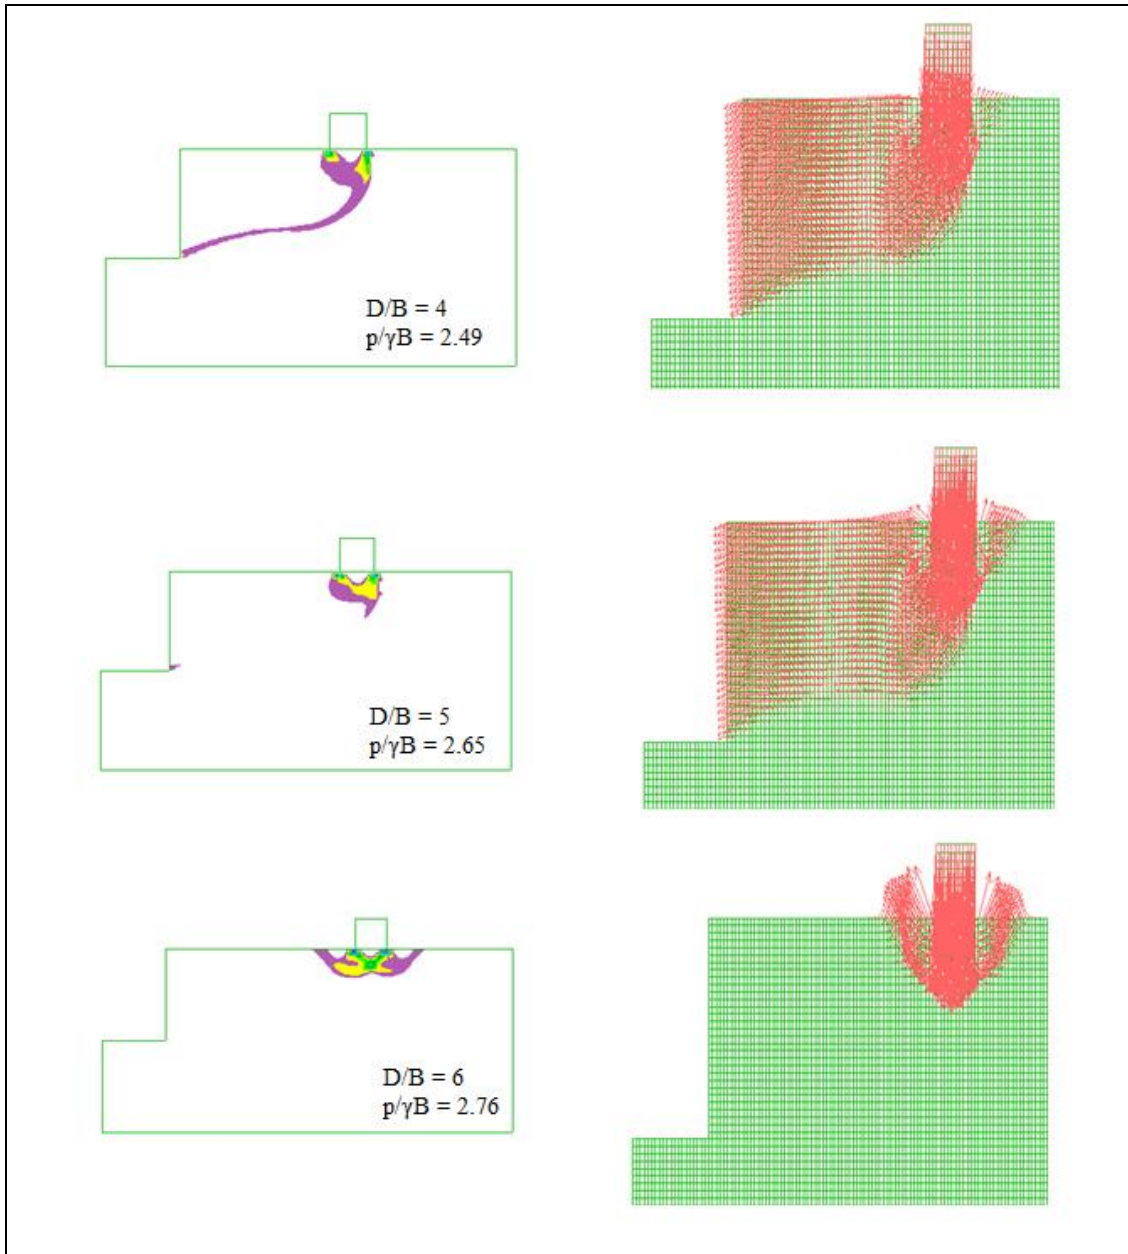 D/B = 4
p/γB = 2.49
D/B = 5
p/γB = 2.65
D/B = 6
p/γB = 2.76